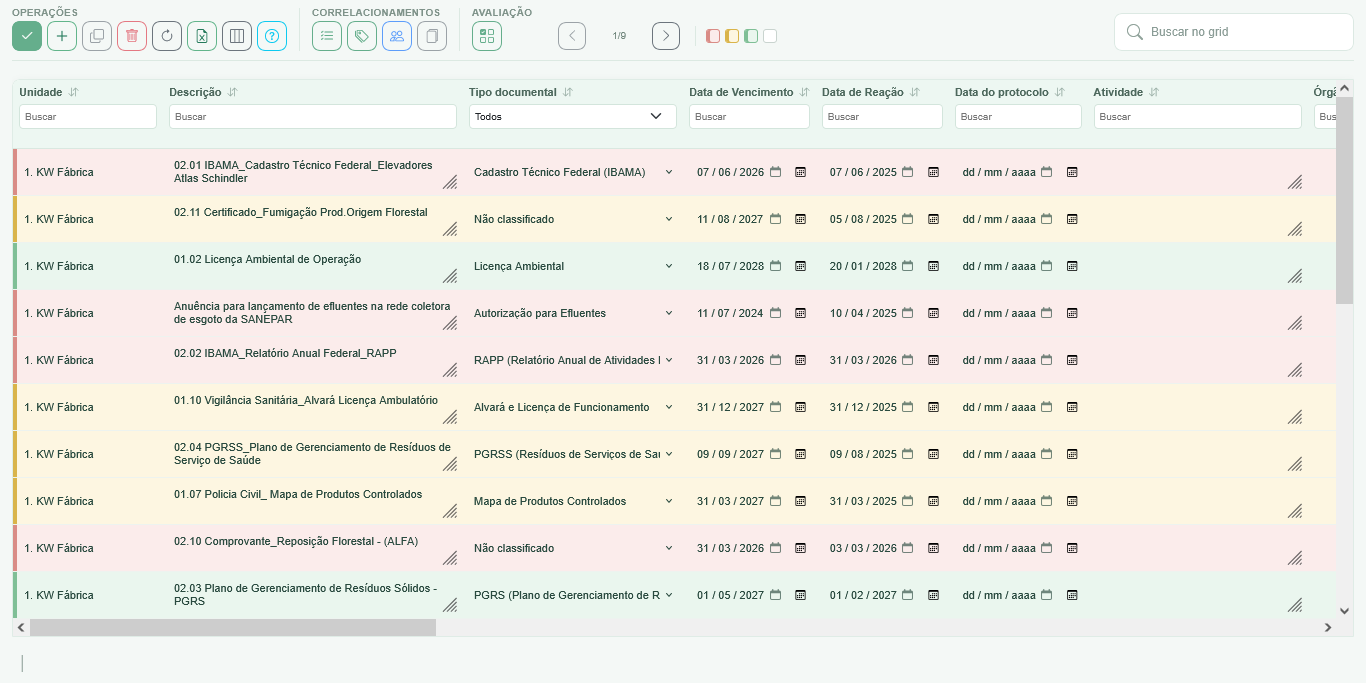 OPERAÇÕES CORRELACIONAMENTOS AVALIAÇÃO
1/9 Buscar no grid
Unidade Descrição Tipo documental Data de Vencimento Data de Reação Data do protocolo Atividade Órgã
Buscar Buscar Todos Buscar Buscar Buscar Buscar Bus
1. KW Fábrica 02.01 IBAMA_Cadastro Técnico Federal_Elevadores Atlas Schindler Cadastro Técnico Federal (IBAMA) 07 / 06 / 2026 07 / 06 / 2025 dd / mm / aaaa
1. KW Fábrica 02.11 Certificado_Fumigação Prod.Origem Florestal Não classificado 11 / 08 / 2027 05 / 08 / 2025 dd / mm / aaaa
1. KW Fábrica 01.02 Licença Ambiental de Operação Licença Ambiental 18 / 07 / 2028 20 / 01 / 2028 dd / mm / aaaa
1. KW Fábrica Anuência para lançamento de efluentes na rede coletora de esgoto da SANEPAR Autorização para Efluentes 11 / 07 / 2024 10 / 04 / 2025 dd / mm / aaaa
1. KW Fábrica 02.02 IBAMA_Relatório Anual Federal_RAPP RAPP (Relatório Anual de Atividades 31 / 03 / 2026 31 / 03 / 2026 dd / mm / aaaa
1. KW Fábrica 01.10 Vigilância Sanitária_Alvará Licença Ambulatório Alvará e Licença de Funcionamento 31 / 12 / 2027 31 / 12 / 2025 dd / mm / aaaa
1. KW Fábrica 02.04 PGRSS_Plano de Gerenciamento de Resíduos de Serviço de Saúde PGRSS (Resíduos de Serviços de Saú 09 / 09 / 2027 09 / 08 / 2025 dd / mm / aaaa
1. KW Fábrica 01.07 Policia Civil_ Mapa de Produtos Controlados Mapa de Produtos Controlados 31 / 03 / 2027 31 / 03 / 2025 dd / mm / aaaa
1. KW Fábrica 02.10 Comprovante_Reposição Florestal - (ALFA) Não classificado 31 / 03 / 2026 03 / 03 / 2026 dd / mm / aaaa
1. KW Fábrica 02.03 Plano de Gerenciamento de Resíduos Sólidos - PGRS PGRS (Plano de Gerenciamento de R 01 / 05 / 2027 01 / 02 / 2027 dd / mm / aaaa